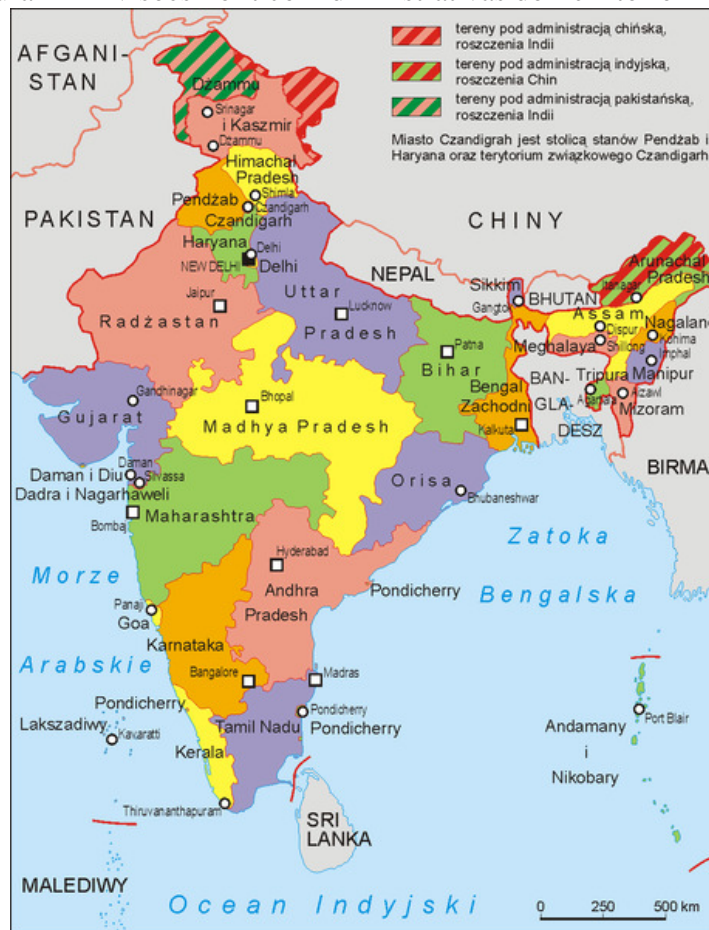 AFGANI-
STAN
tereny pod administracją chińską,
roszczenia Indii
tereny pod administracją indyjską,
roszczenia Chin
tereny pod administracją pakistańską,
roszczenia Indii
Miasto Czandigrah jest stolicą stanów Pendżab i
Haryana oraz terytorium związkowego Czandigarh
Dżammu
Srinagar
i Kaszmir
Dżammu
Himachal
Pradesh
Shimla
Pendżab
Czandigarh
Czandigarh
PAKISTAN
CHINY
Haryana
Delhi
NEW DELHI
Delhi
NEPAL
Sikkim
Gangtok
BHUTAN
Arunachal
Pradesh
Itanagar
Assam
Dispur
Nagaland
Kohima
Meghalaya
Shillong
Imphal
Manipur
Jaipur
Radżastan
Uttar
Pradesh
Lucknow
Patna
Bihar
Bengal
Zachodni
Kalkuta
BAN-
GLA-
DESZ
Tripura
Agartala
Aizawl
Mizoram
BIRMA
Gandhinagar
Gujarat
Bhopal
Madhya Pradesh
Daman
Daman i Diu
Silvassa
Dadra i Nagarhaweli
Orisa
Bhubaneshwar
Bombaj
Maharashtra
Zatoka
Bengalska
Hyderabad
Morze
Arabskie
Andhra
Pradesh
Pondicherry
Panaji
Goa
Karnataka
Bangalore
Madras
Pondicherry
Lakszadiwy
Kavaratti
Tamil Nadu
Pondicherry
Pondicherry
Kerala
Port Blair
Andamany
i
Nikobary
Thiruvananthapuram
SRI
LANKA
MALEDIWY
Ocean Indyjski
0 250 500 km